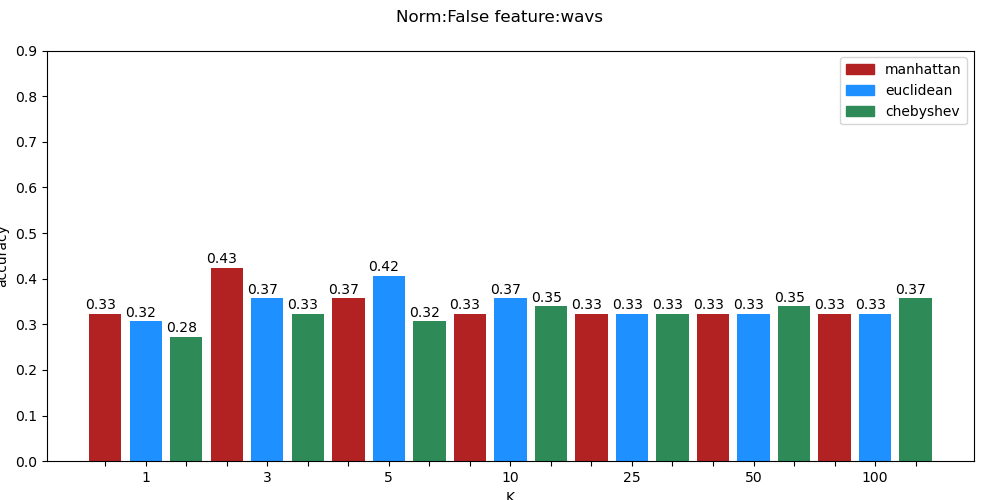 Norm:False feature:wavs
0.9
0.8
0.7
0.6
0.5
0.4
0.3
0.2
0.1
0.0
accuracy
manhattan
euclidean
chebyshev
0.33 0.32 0.28 0.43 0.37 0.33 0.37 0.42 0.32 0.33 0.37 0.35 0.33 0.33 0.33 0.33 0.33 0.35 0.33 0.33 0.37
1 3 5 10 25 50 100
K